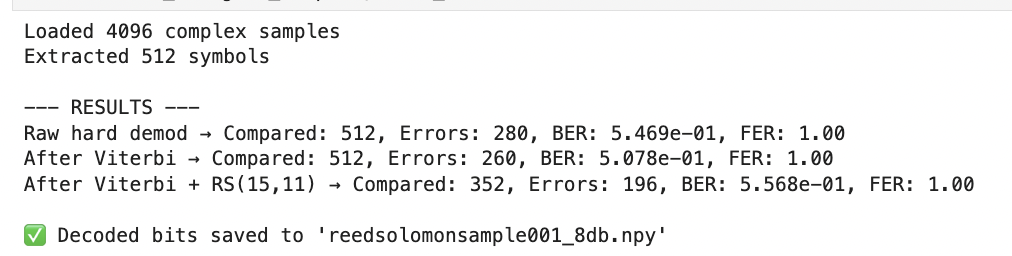 Loaded 4096 complex samples
Extracted 512 symbols
--- RESULTS ---
Raw hard demod → Compared: 512, Errors: 280, BER: 5.469e-01, FER: 1.00
After Viterbi → Compared: 512, Errors: 260, BER: 5.078e-01, FER: 1.00
After Viterbi + RS(15,11) → Compared: 352, Errors: 196, BER: 5.568e-01, FER: 1.00
✅ Decoded bits saved to 'reedsolomonsample001_8db.npy'